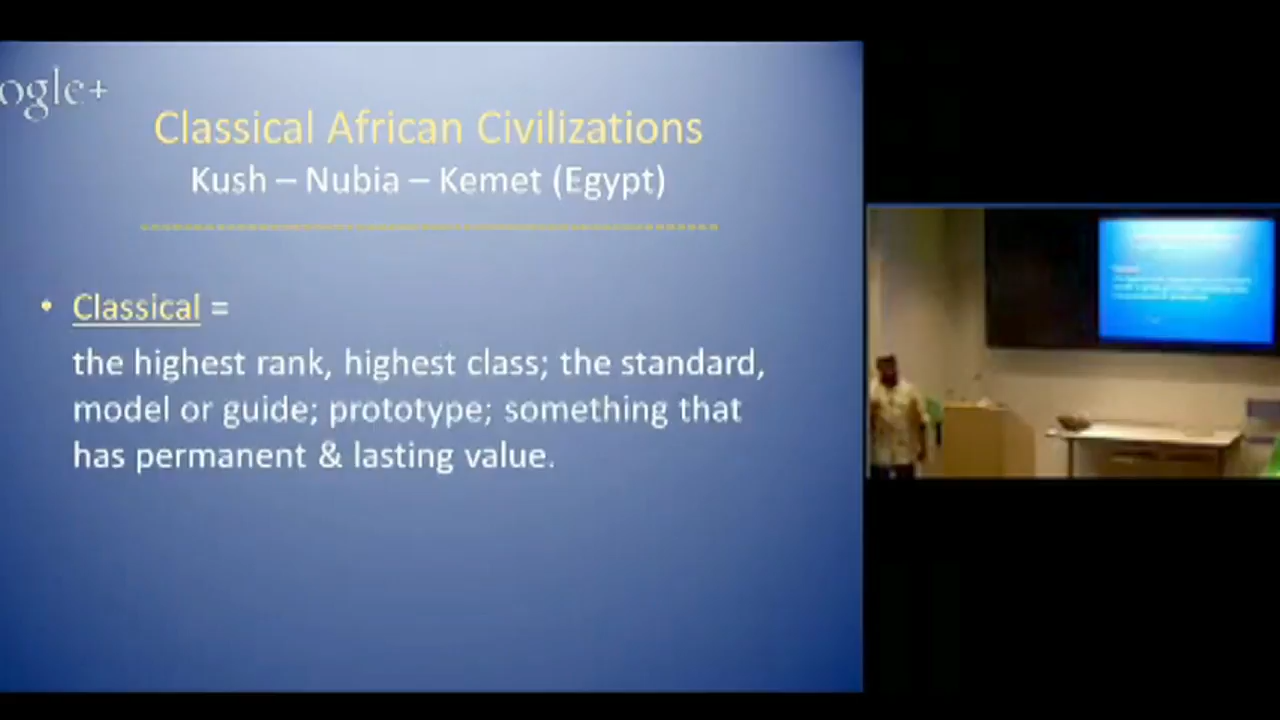 ogle+
Classical African Civilizations
Kush – Nubia – Kemet (Egypt)
• Classical =
the highest rank, highest class; the standard,
model or guide; prototype; something that
has permanent & lasting value.